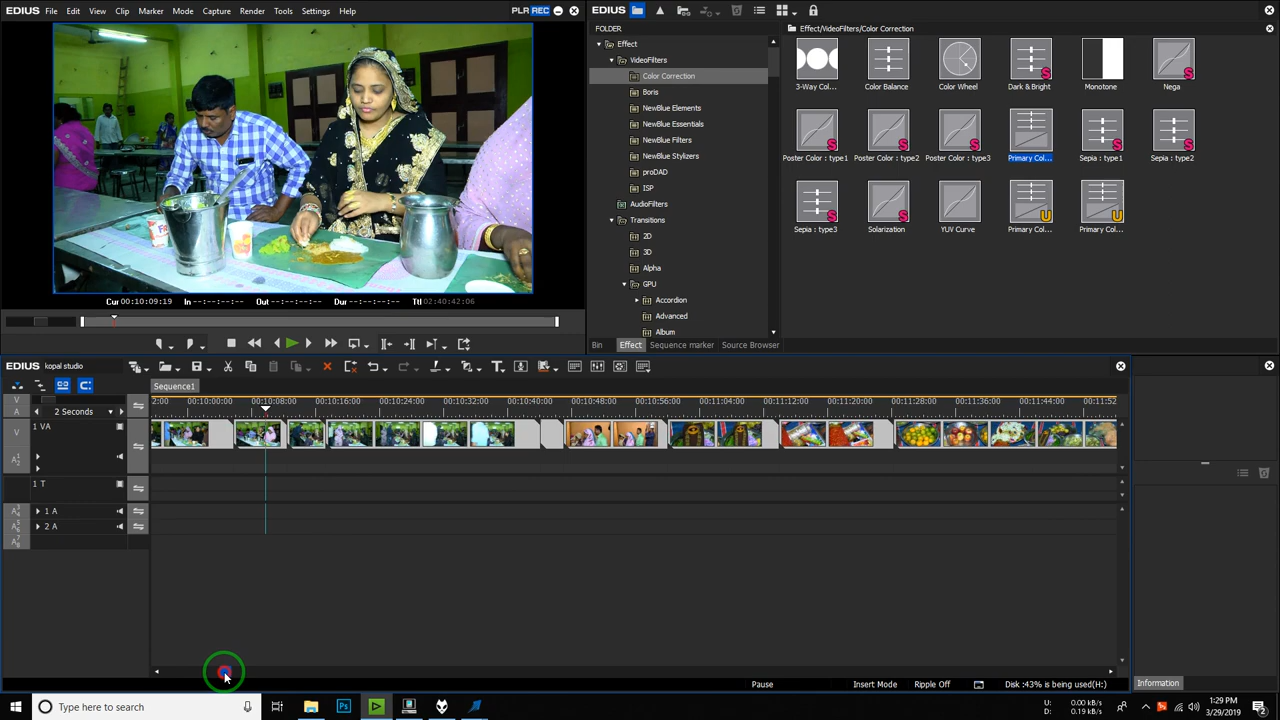 EDIUS File Edit View Clip Marker Mode Capture Render Tools Settings Help PLR REC
Cur 00:10:09:19 In --:--:--:-- Out --:--:--:-- Dur --:--:--:-- Ttl 02:40:42:06
EDIUS
FOLDER
Effect
VideoFilters
Color Correction
Boris
NewBlue Elements
NewBlue Essentials
NewBlue Filters
NewBlue Stylizers
proDAD
ISP
AudioFilters
Transitions
2D
3D
Alpha
GPU
Accordion
Advanced
Album
Bin Effect Sequence marker Source Browser
Effect/VideoFilters/Color Correction
3-Way Col... Color Balance Color Wheel Dark & Bright Monotone Nega
Poster Color : type1 Poster Color : type2 Poster Color : type3 Primary Col... Sepia : type1 Sepia : type2
Sepia : type3 Solarization YUV Curve Primary Col... Primary Col...
EDIUS kopal studio
Sequence1
V
A 2 Seconds
2:00 00:10:00:00 00:10:08:00 00:10:16:00 00:10:24:00 00:10:32:00 00:10:40:00 00:10:48:00 00:10:56:00 00:11:04:00 00:11:12:00 00:11:20:00 00:11:28:00 00:11:36:00 00:11:44:00 00:11:52
1 VA
V
1 T
1 A
2 A
Pause Insert Mode Ripple Off Disk :43% is being used(H:)
Information
Type here to search
U: 0.00 kB/s
D: 0.19 kB/s
1:29 PM
3/29/2019